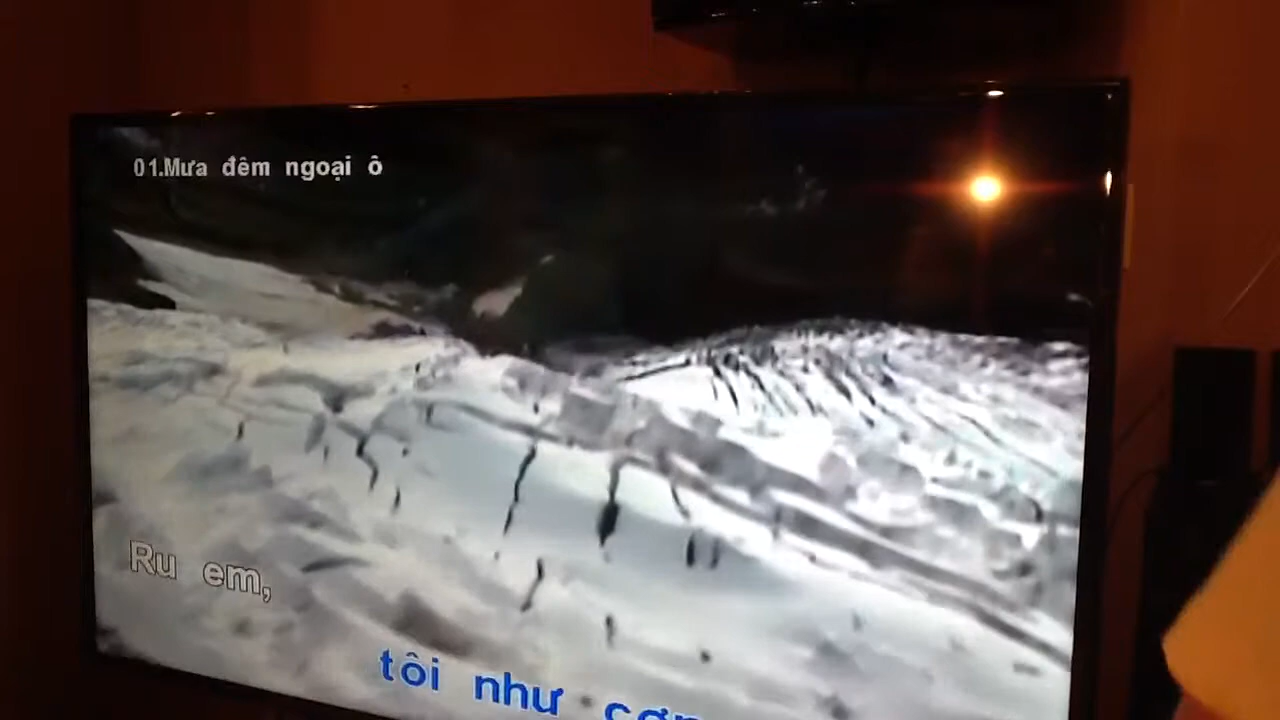 01.Mưa đêm ngoại ô
Ru em,
tôi như